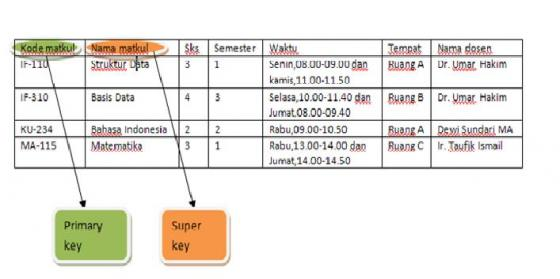 Kode matkul Nama matkul Sks Semester Waktu Tempat Nama dosen
IF-110 Struktur Data 3 1 Senin,08.00-09.00 dan Ruang A Dr. Umar Hakim
kamis,11.00-11.50
IF-310 Basis Data 4 3 Selasa,10.00-11.40 dan Ruang B Dr. Umar Hakim
Jumat,08.00-09.40
KU-234 Bahasa Indonesia 2 2 Rabu,09.00-10.50 Ruang A Dewi Sundari MA
MA-115 Matematika 3 1 Rabu,13.00-14.00 dan Ruang C Ir. Taufik Ismail
Jumat,14.00-14.50
Primary
key
Super
key